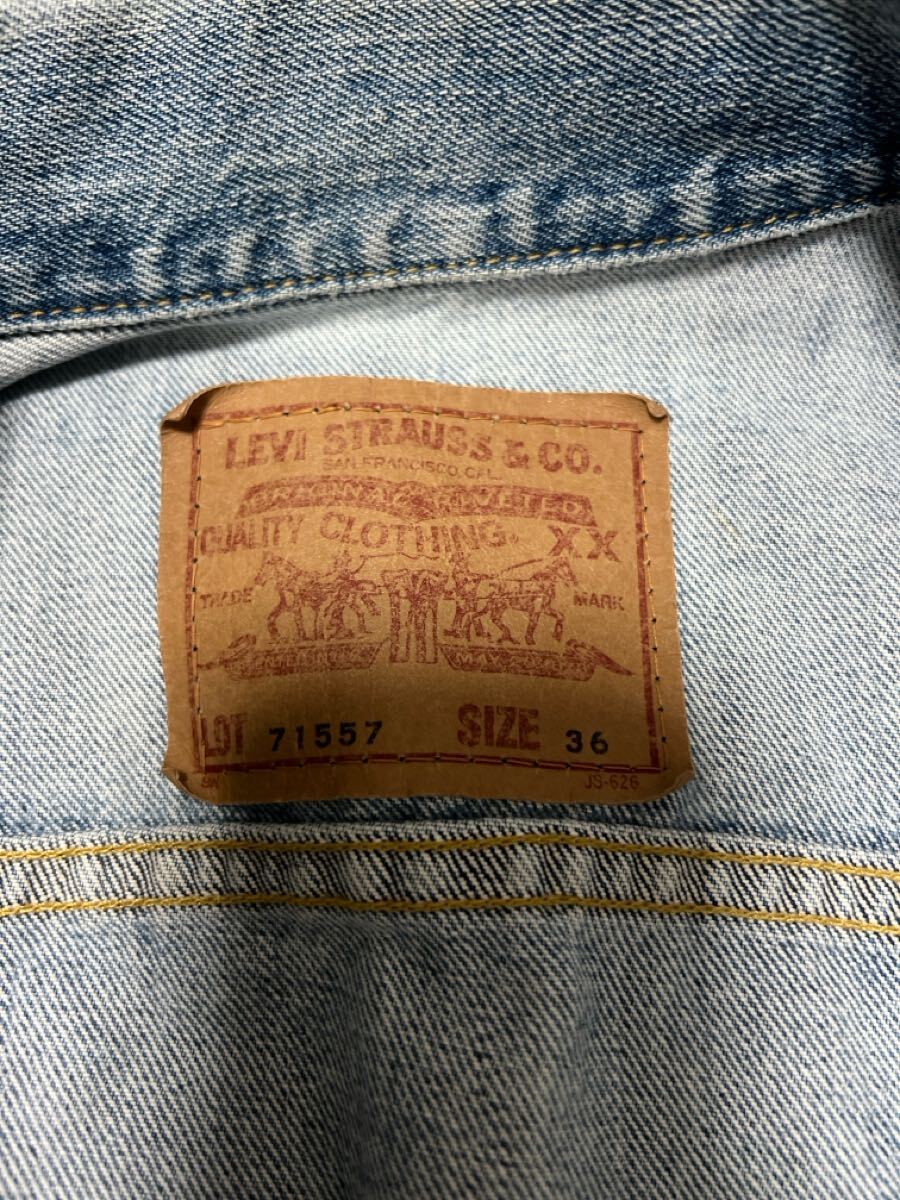 LEVI STRAUSS & CO.
SAN FRANCISCO, CAL.
QUALITY CLOTHING. XX
TRADE MARK
LOT 71557 SIZE 36
JS-626